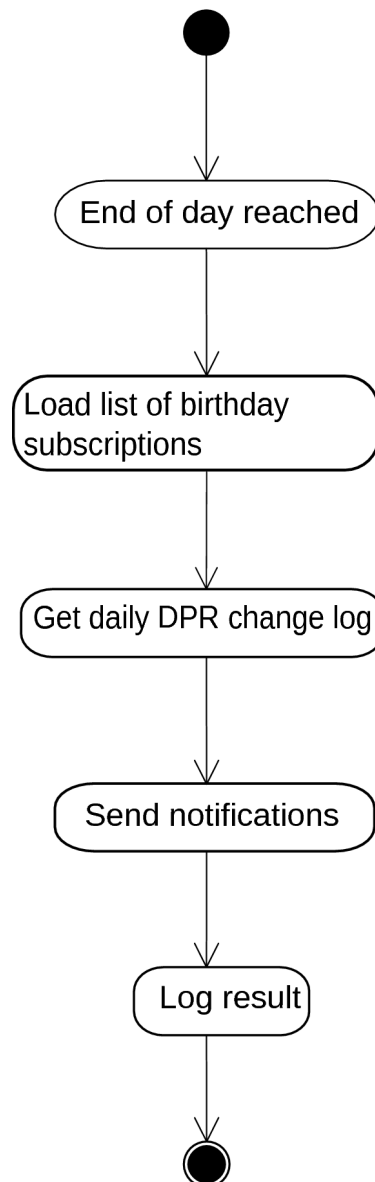 End of day reached
Load list of birthday
subscriptions
Get daily DPR change log
Send notifications
Log result